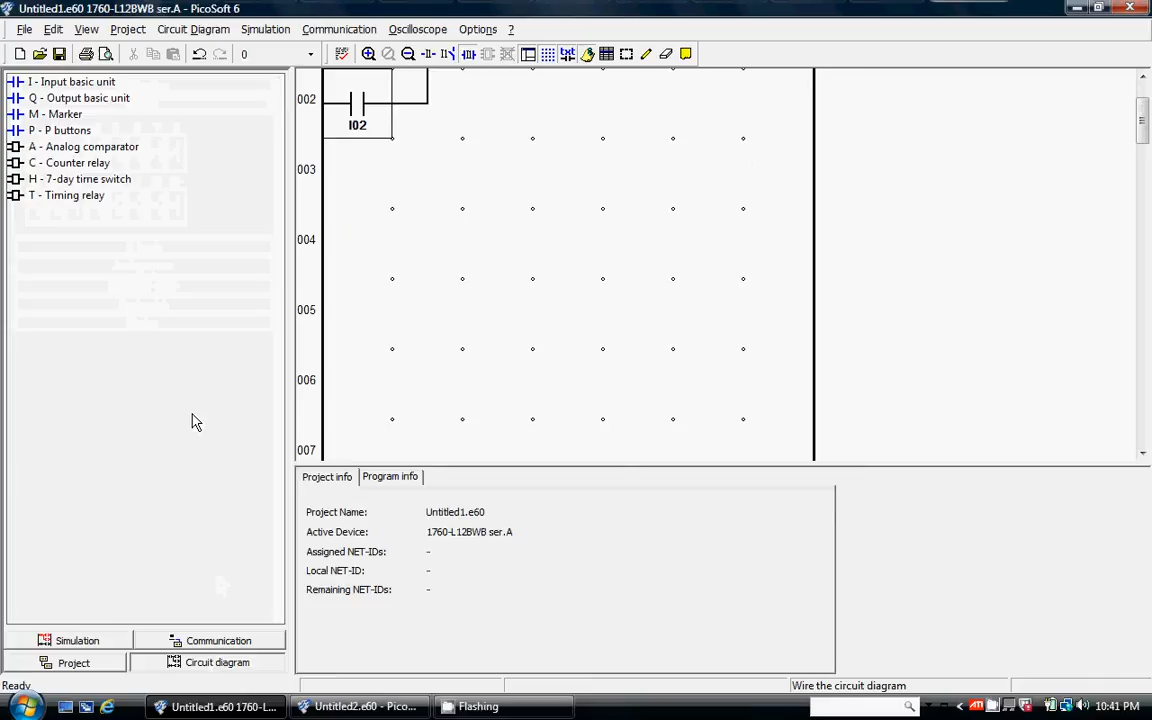 Untitled1.e60 1760-L12BWB ser.A - PicoSoft 6
File Edit View Project Circuit Diagram Simulation Communication Oscilloscope Options ?
0
txt
I - Input basic unit
Q - Output basic unit
M - Marker
P - P buttons
A - Analog comparator
C - Counter relay
H - 7-day time switch
T - Timing relay
002
I02
003
004
005
006
007
Project info Program info
Project Name: Untitled1.e60
Active Device: 1760-L12BWB ser.A
Assigned NET-IDs: -
Local NET-ID: -
Remaining NET-IDs: -
Simulation Communication
Project Circuit diagram
Ready Wire the circuit diagram
Untitled1.e60 1760-L... Untitled2.e60 - Pico... Flashing ATI 10:41 PM